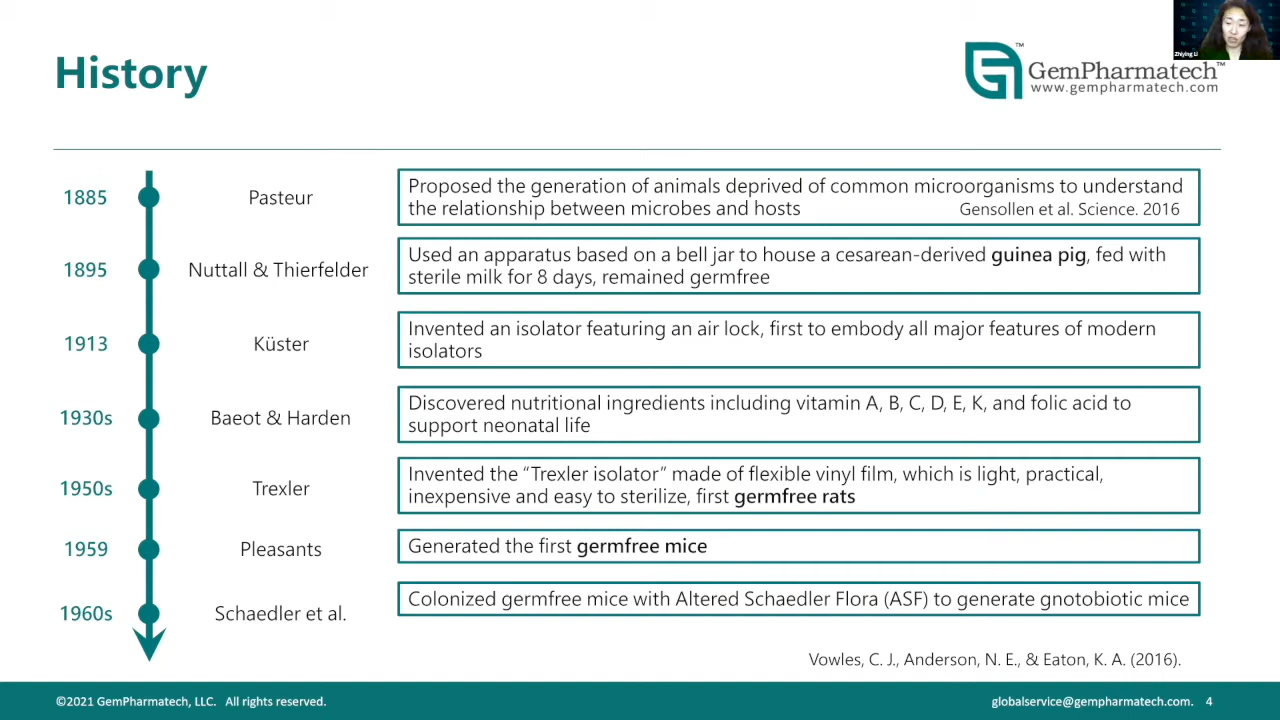 Zhiying Li
History
GemPharmatech™
www.gempharmatech.com
1885
Pasteur
Proposed the generation of animals deprived of common microorganisms to understand
the relationship between microbes and hosts
Gensollen et al. Science. 2016
1895
Nuttall & Thierfelder
Used an apparatus based on a bell jar to house a cesarean-derived guinea pig, fed with
sterile milk for 8 days, remained germfree
1913
Küster
Invented an isolator featuring an air lock, first to embody all major features of modern
isolators
1930s
Baeot & Harden
Discovered nutritional ingredients including vitamin A, B, C, D, E, K, and folic acid to
support neonatal life
1950s
Trexler
Invented the “Trexler isolator” made of flexible vinyl film, which is light, practical,
inexpensive and easy to sterilize, first germfree rats
1959
Pleasants
Generated the first germfree mice
1960s
Schaedler et al.
Colonized germfree mice with Altered Schaedler Flora (ASF) to generate gnotobiotic mice
Vowles, C. J., Anderson, N. E., & Eaton, K. A. (2016).
©2021 GemPharmatech, LLC. All rights reserved.
globalservice@gempharmatech.com. 4